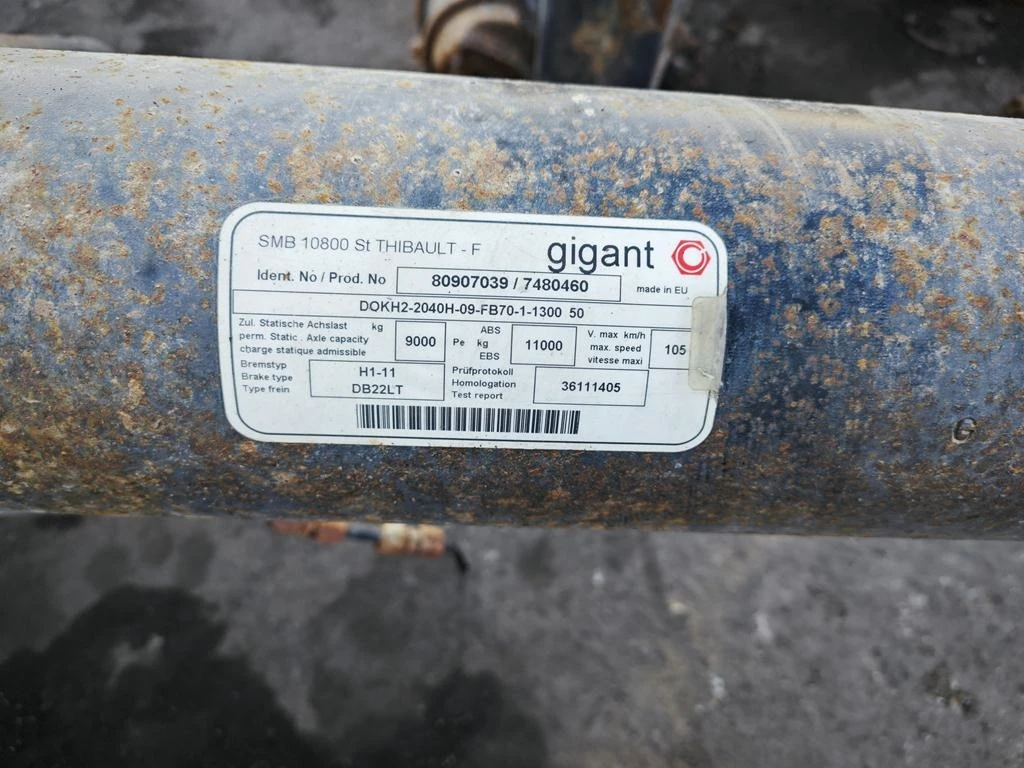 SMB 10800 St THIBAULT - F
gigant
Ident. No / Prod. No 80907039 / 7480460 made in EU
DQKH2-2040H-09-FB70-1-1300 50
Zul. Statische Achslast kg
perm. Static . Axle capacity
charge statique admissible
9000
ABS
Pe kg
EBS
11000
V. max km/h
max. speed
vitesse maxi
105
Bremstyp
Brake type
Type frein
H1-11
DB22LT
Prüfprotokoll
Homologation
Test report
36111405
G